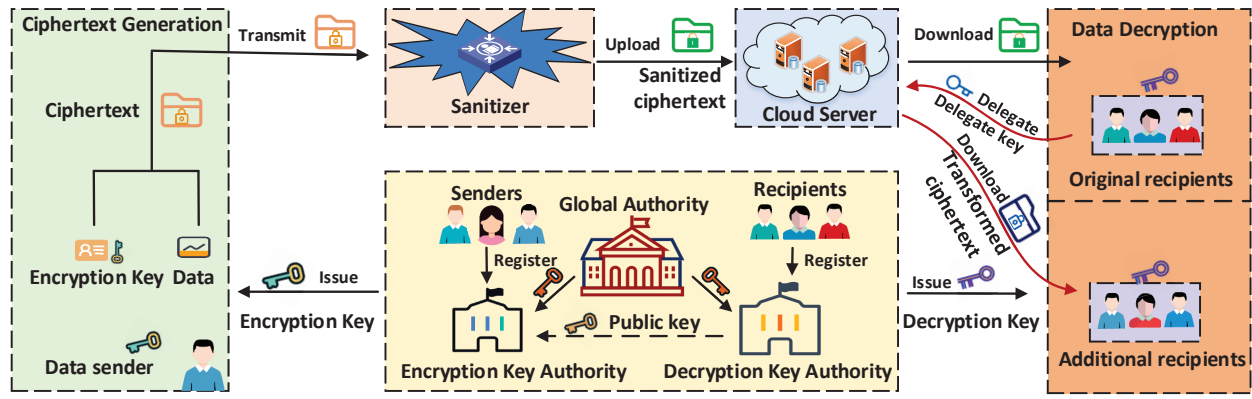 Ciphertext Generation
Ciphertext
Encryption Key
Data
Data sender
Transmit
Sanitizer
Upload
Sanitized
ciphertext
Cloud Server
Download
Delegate
Delegate key
Download
Transformed
ciphertext
Data Decryption
Original recipients
Additional recipients
Senders
Global Authority
Recipients
Register
Register
Public key
Encryption Key Authority
Decryption Key Authority
Issue
Encryption Key
Issue
Decryption Key